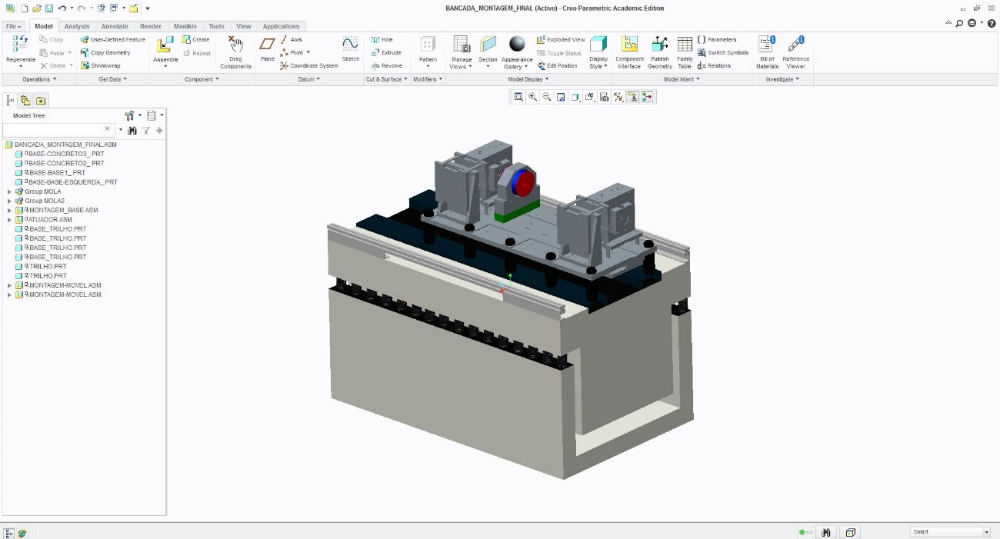 BANCADA_MONTAGEM_FINAL (Active) - Creo Parametric Academic Edition
File Model Analysis Annotate Render Manikin Tools View Applications
Regenerate
Copy
Paste
Delete
User-Defined Feature
Copy Geometry
Shrinkwrap
Assemble
Create
Repeat
Drag
Components
Plane
Axis
Point
Coordinate System
Sketch
Hole
Extrude
Revolve
Pattern
Manage
Views
Section
Appearance
Gallery
Exploded View
Toggle Status
Edit Position
Display
Style
Component
Interface
Publish
Geometry
Family
Table
Parameters
Switch Symbols
Relations
Bill of
Materials
Reference
Viewer
Operations Get Data Component Datum Cut & Surface Modifiers Model Display Model Intent Investigate
Model Tree
BANCADA_MONTAGEM_FINAL.ASM
BASE-CONCRETO3_.PRT
BASE-CONCRETO2_.PRT
BASE-BASE1_.PRT
BASE-BASE-ESQUERDA_.PRT
Group MOLA
Group MOLA2
MONTAGEM_BASE.ASM
ATUADOR.ASM
BASE_TRILHO.PRT
BASE_TRILHO.PRT
BASE_TRILHO.PRT
BASE_TRILHO.PRT
TRILHO.PRT
TRILHO.PRT
MONTAGEM-MOVEL.ASM
MONTAGEM-MOVEL.ASM
Smart